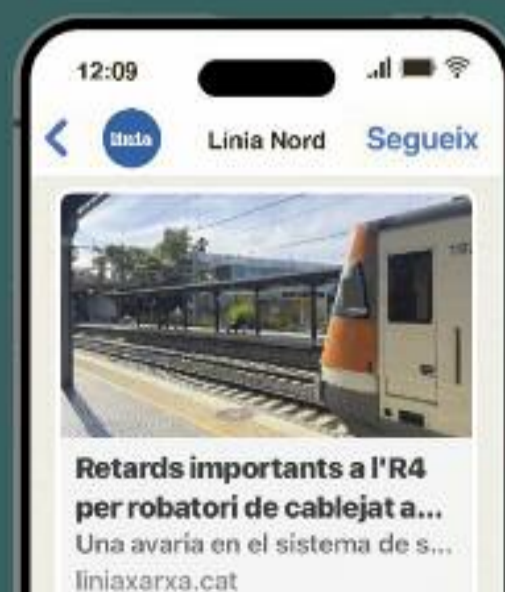 12:09
línia
Línia Nord
Segueix
Retards importants a l'R4
per robatori de cablejat a...
Una avaria en el sistema de s...
liniaxarxa.cat